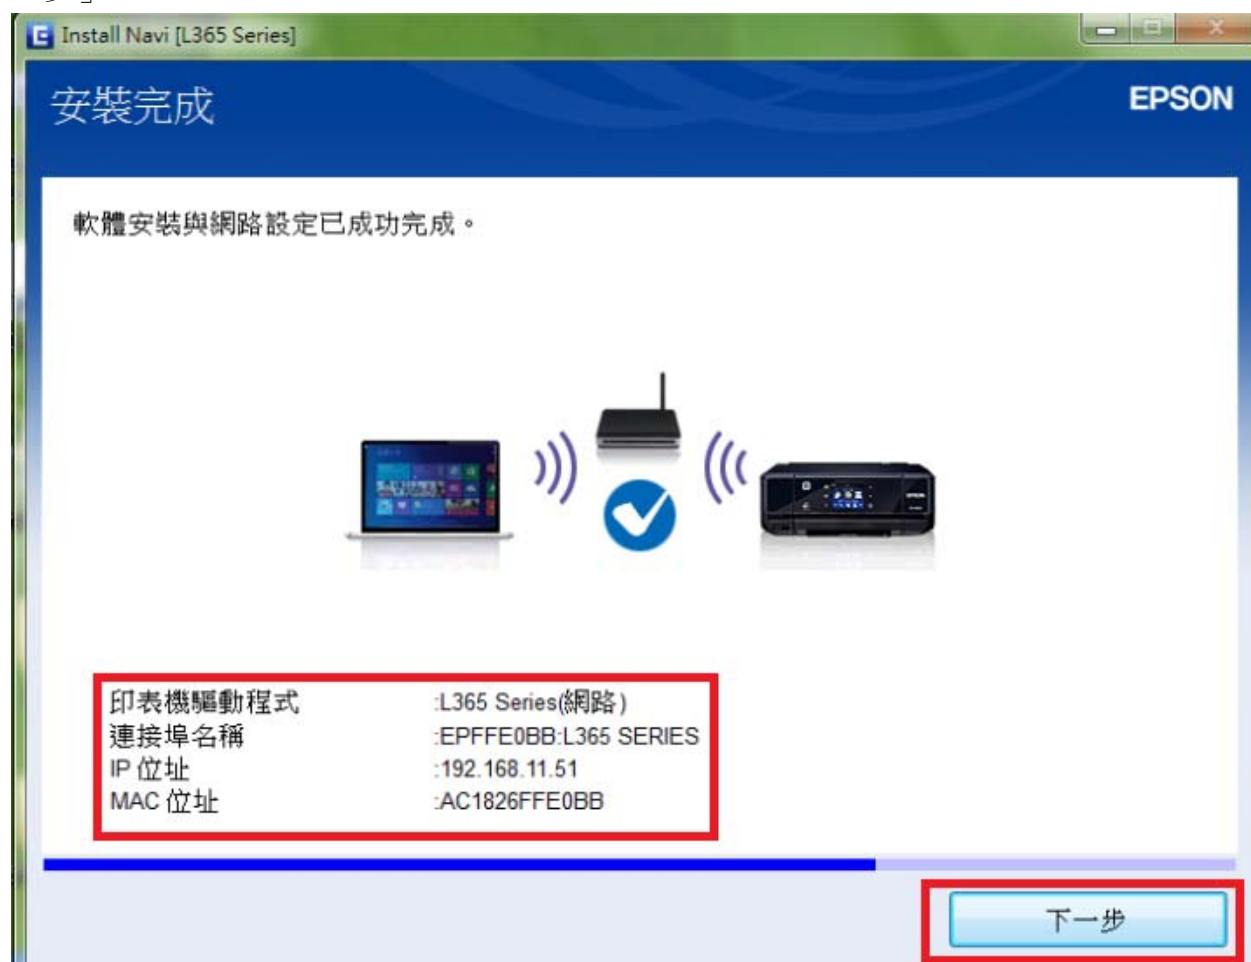 Install Navi [L365 Series]
安裝完成
EPSON
軟體安裝與網路設定已成功完成。
印表機驅動程式 :L365 Series(網路)
連接埠名稱 :EPFFE0BB:L365 SERIES
IP 位址 :192.168.11.51
MAC 位址 :AC1826FFE0BB
下一步